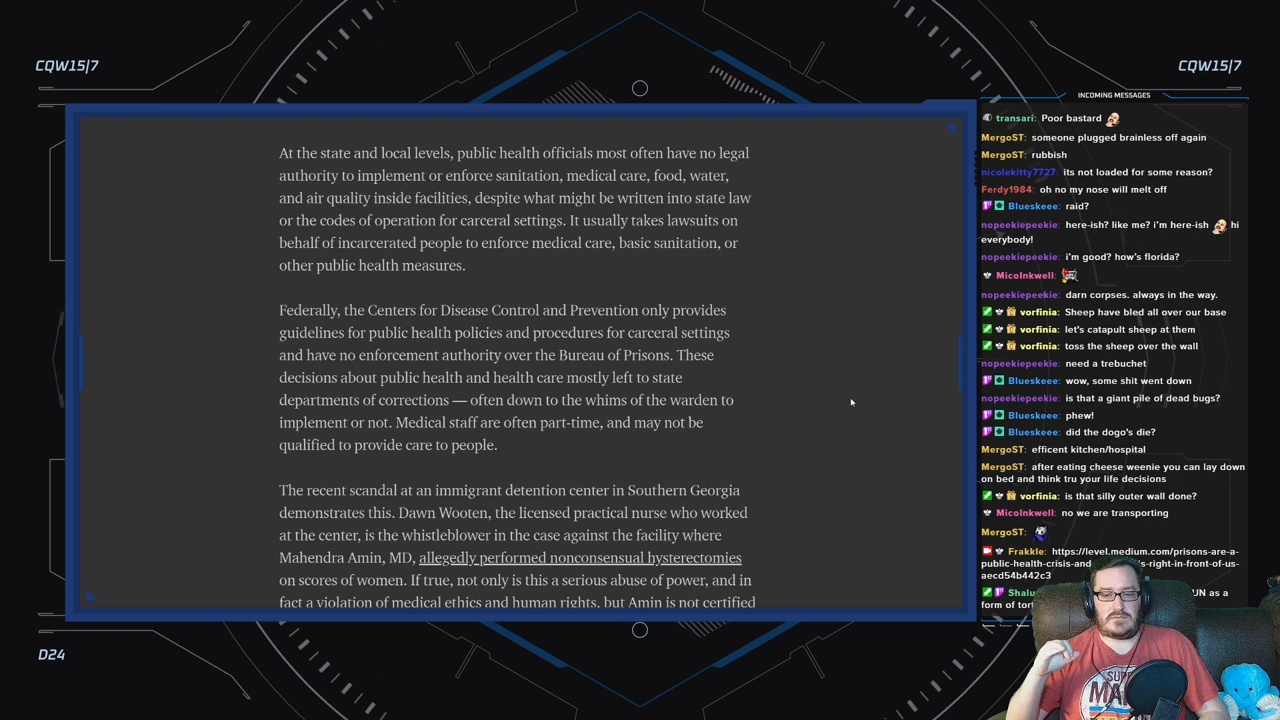 CQW15|7
CQW15|7
INCOMING MESSAGES
At the state and local levels, public health officials most often have no legal
authority to implement or enforce sanitation, medical care, food, water,
and air quality inside facilities, despite what might be written into state law
or the codes of operation for carceral settings. It usually takes lawsuits on
behalf of incarcerated people to enforce medical care, basic sanitation, or
other public health measures.
Federally, the Centers for Disease Control and Prevention only provides
guidelines for public health policies and procedures for carceral settings
and have no enforcement authority over the Bureau of Prisons. These
decisions about public health and health care mostly left to state
departments of corrections — often down to the whims of the warden to
implement or not. Medical staff are often part-time, and may not be
qualified to provide care to people.
The recent scandal at an immigrant detention center in Southern Georgia
demonstrates this. Dawn Wooten, the licensed practical nurse who worked
at the center, is the whistleblower in the case against the facility where
Mahendra Amin, MD, allegedly performed nonconsensual hysterectomies
on scores of women. If true, not only is this a serious abuse of power, and in
fact a violation of medical ethics and human rights, but Amin is not certified
transari: Poor bastard
MergoST: someone plugged brainless off again
MergoST: rubbish
nicolekitty7727: its not loaded for some reason?
Ferdy1984: oh no my nose will melt off
Blueskeee: raid?
nopeekiepeekie: here-ish? like me? i'm here-ish hi
everybody!
nopeekiepeekie: i'm good? how's florida?
MicoInkwell:
nopeekiepeekie: darn corpses. always in the way.
vorfinia: Sheep have bled all over our base
vorfinia: let's catapult sheep at them
vorfinia: toss the sheep over the wall
nopeekiepeekie: need a trebuchet
Blueskeee: wow, some shit went down
nopeekiepeekie: is that a giant pile of dead bugs?
Blueskeee: phew!
Blueskeee: did the dogo's die?
MergoST: efficent kitchen/hospital
MergoST: after eating cheese weenie you can lay down
on bed and think tru your life decisions
vorfinia: is that silly outer wall done?
MicoInkwell: no we are transporting
MergoST:
Frakkle: https://level.medium.com/prisons-are-a-
public-health-crisis-and s-right-in-front-of-us-
aecd54b442c3
UN as a
form of
D24